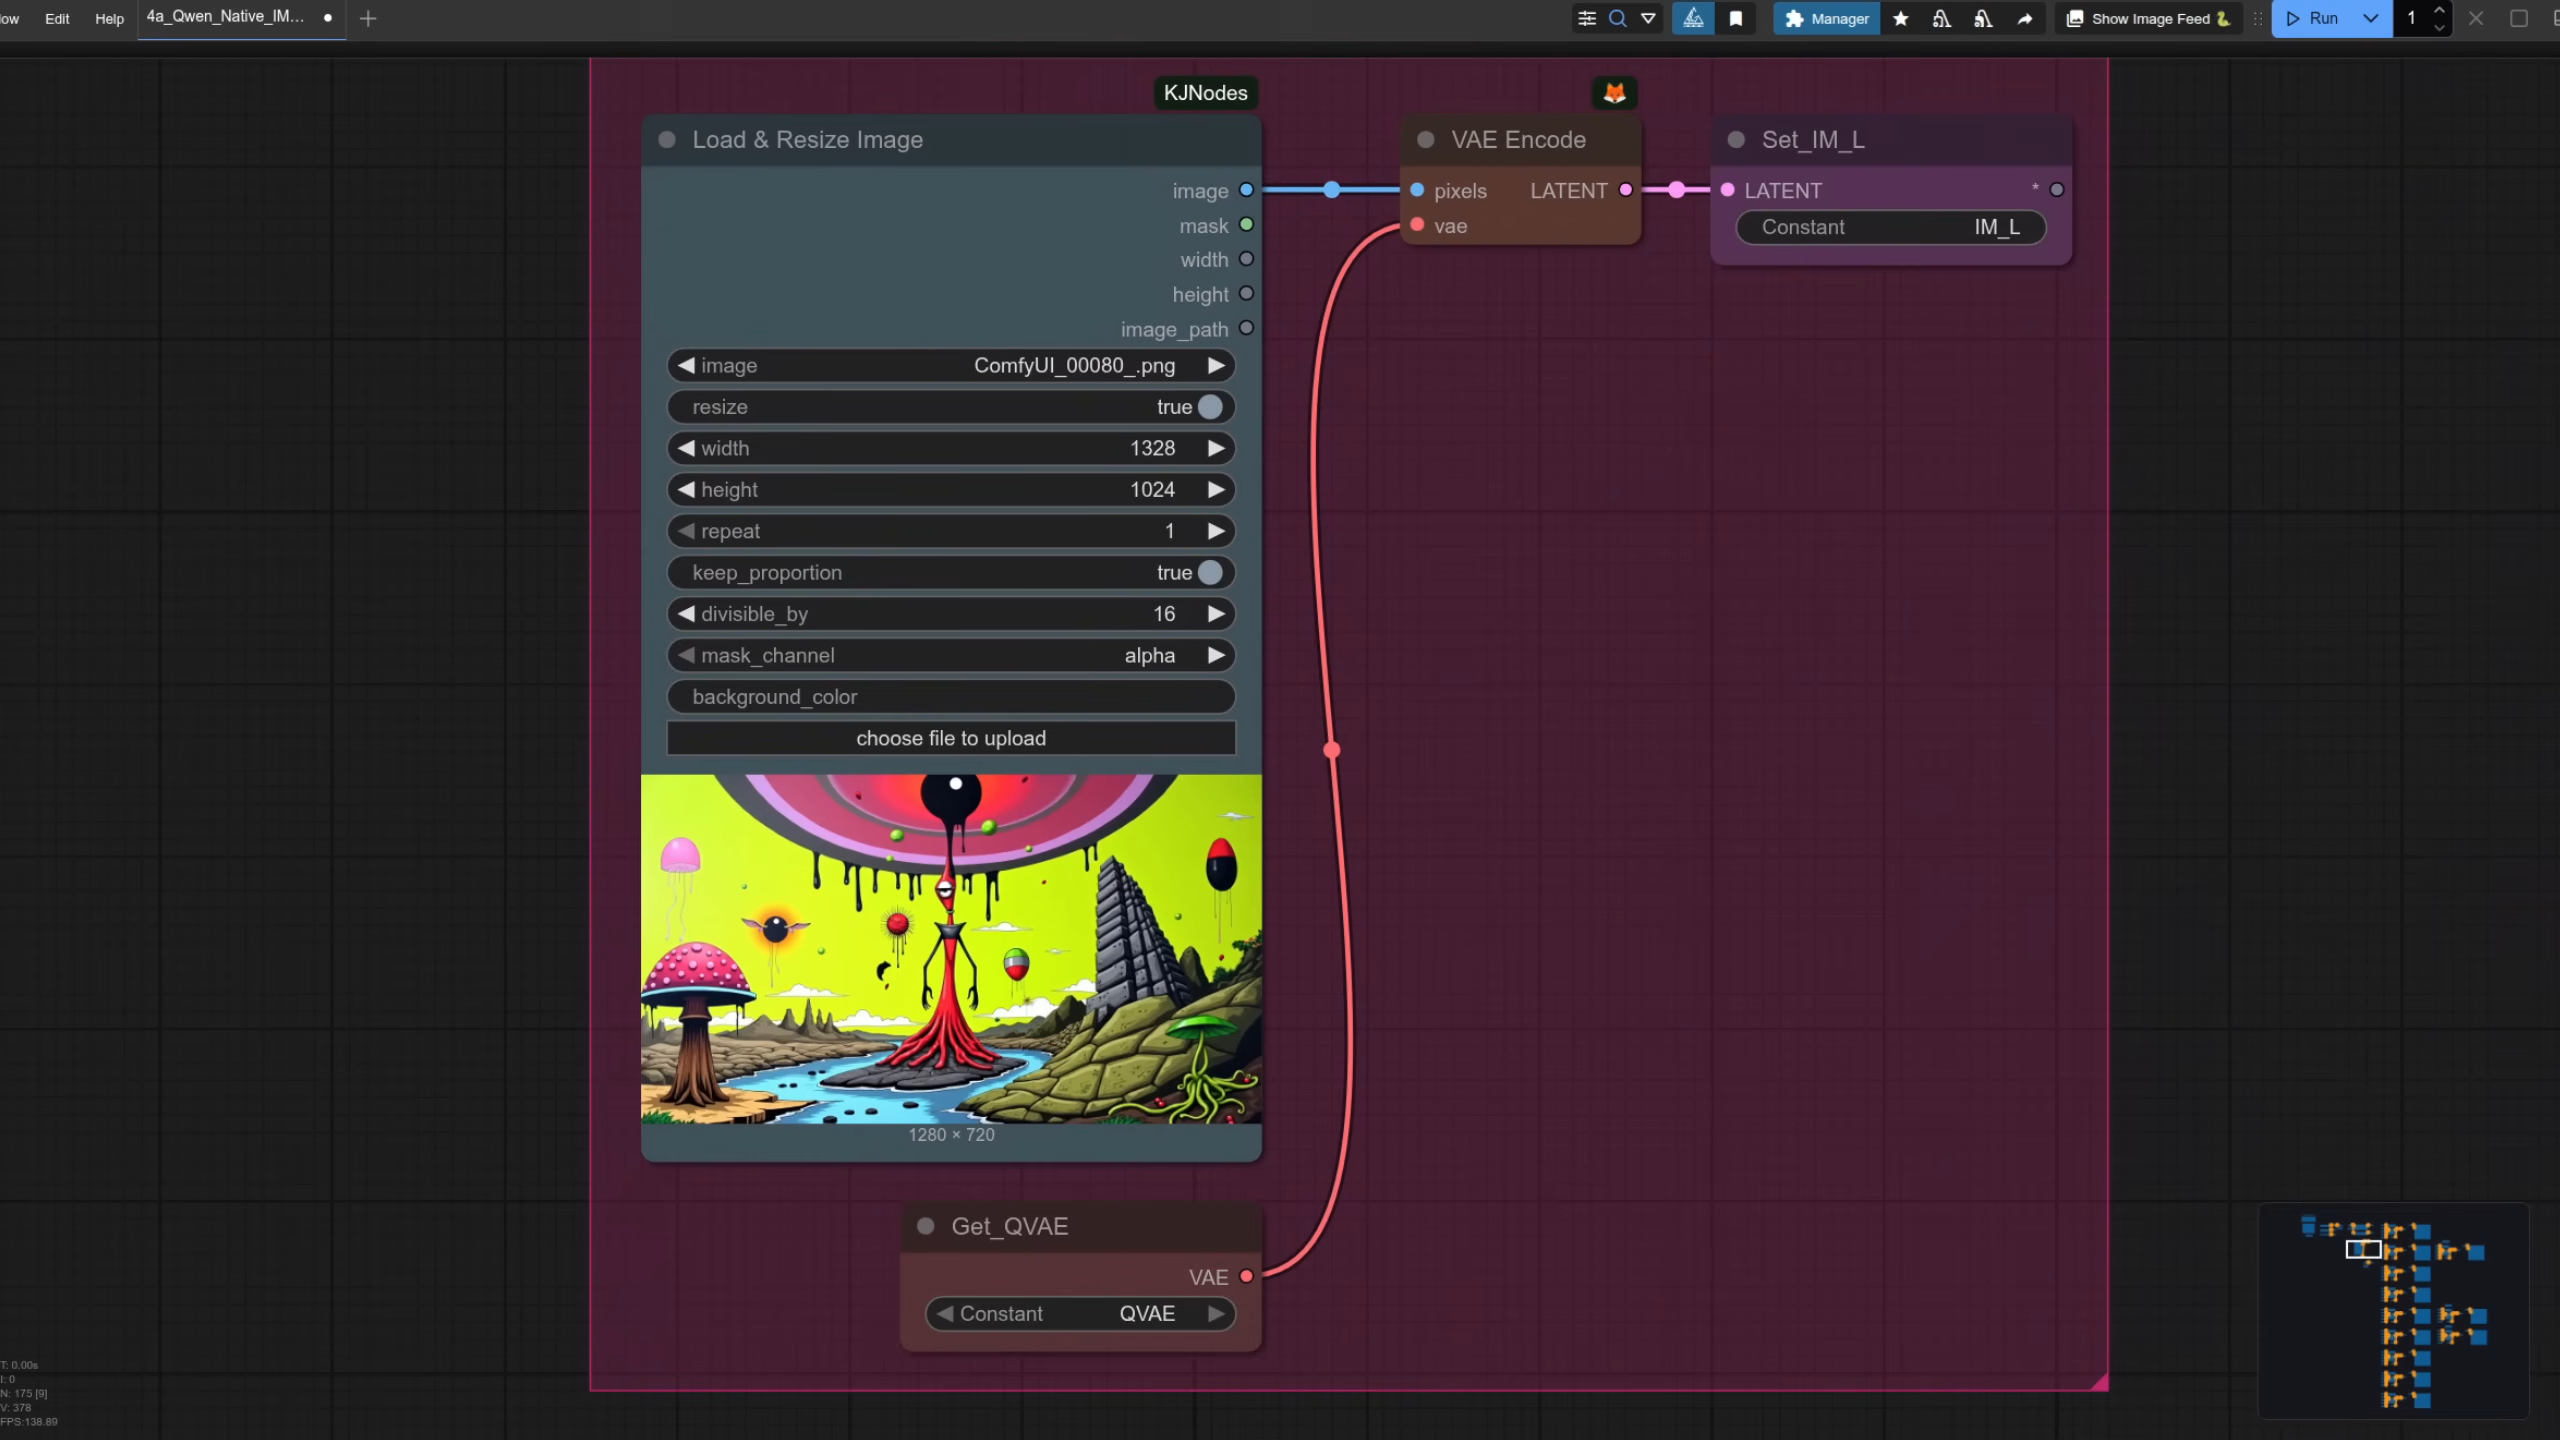 ow Edit Help 4a_Qwen_Native_IM...
Manager Show Image Feed Run 1
KJNodes
Load & Resize Image
image
mask
width
height
image_path
image ComfyUI_00080_.png
resize true
width 1328
height 1024
repeat 1
keep_proportion true
divisible_by 16
mask_channel alpha
background_color
choose file to upload
1280 × 720
VAE Encode
pixels LATENT
vae
Set_IM_L
LATENT *
Constant IM_L
Get_QVAE
VAE
Constant QVAE
T: 0.00s
I: 0
N: 175 [9]
V: 378
FPS:138.89